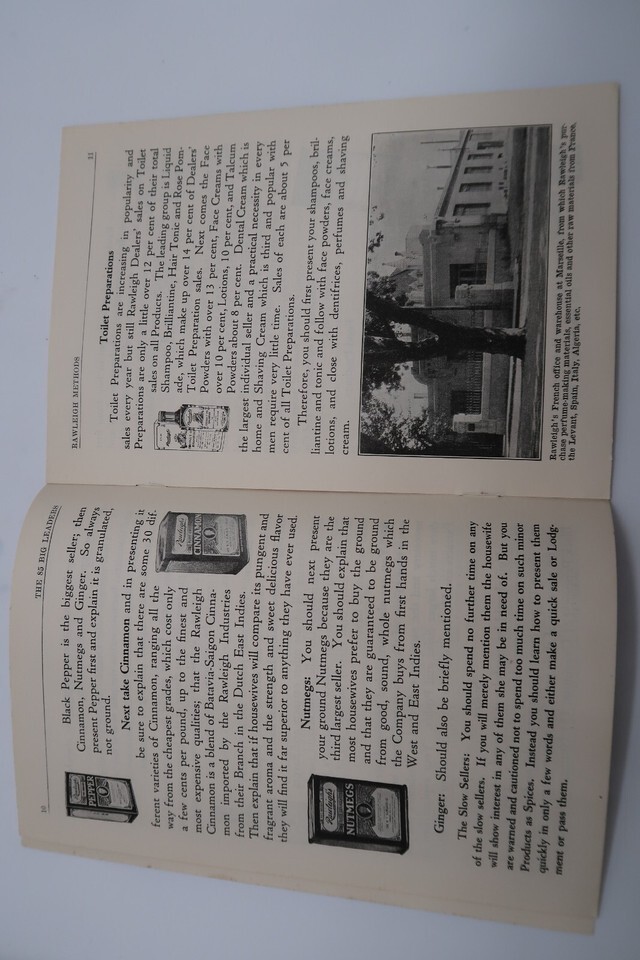 10
THE 85 BIG LEADERS
Black Pepper is the biggest seller; then
Cinnamon, Nutmegs and Ginger. So always
present Pepper first and explain it is granulated,
not ground.
PEPPER
Next take Cinnamon and in presenting it
be sure to explain that there are some 30 dif-
ferent varieties of Cinnamon, ranging all the
way from the cheapest grades, which cost only
a few cents per pound, up to the finest and
most expensive qualities; that the Rawleigh
Cinnamon is a blend of Batavia-Saigon Cinna-
mon imported by the Rawleigh Industries
from their Branch in the Dutch East Indies.
Rawleigh's
CINNAMON
Then explain that if housewives will compare its pungent and
fragrant aroma and the strength and sweet delicious flavor
they will find it far superior to anything they have ever used.
Nutmegs: You should next present
your ground Nutmegs because they are the
third largest seller. You should explain that
most housewives prefer to buy the ground
and that they are guaranteed to be ground
from good, sound, whole nutmegs which
the Company buys from first hands in the
West and East Indies.
Rawleigh's
NUTMEGS
Ginger: Should also be briefly mentioned.
The Slow Sellers: You should spend no further time on any
of the slow sellers. If you will merely mention them the housewife
will show interest in any of them she may be in need of. But you
are warned and cautioned not to spend too much time on such minor
Products as Spices. Instead you should learn how to present them
quickly in only a few words and either make a quick sale or Lodg-
ment or pass them.
RAWLEIGH METHODS
11
Toilet Preparations
Toilet Preparations are increasing in popularity and
sales every year but still Rawleigh Dealers' sales on Toilet
Preparations are only a little over 12 per cent of their total
sales on all Products. The leading group is Liquid
Shampoo, Brilliantine, Hair Tonic and Rose Pom-
ade, which make up over 14 per cent of Dealers'
Toilet Preparation sales. Next comes the Face
Powders with over 13 per cent, Face Creams with
over 10 per cent, Lotions, 10 per cent, and Talcum
Powders about 8 per cent. Dental Cream which is
the largest individual seller and a practical necessity in every
home and Shaving Cream which is third and popular with
men require very little time. Sales of each are about 5 per
cent of all Toilet Preparations.
Therefore, you should first present your shampoos, bril-
liantine and tonic and follow with face powders, face creams,
lotions, and close with dentifrices, perfumes and shaving
cream.
Rawleigh's French office and warehouse at Marseille, from which Rawleigh's pur-
chase perfume-making materials, essential oils and other raw materials from France,
the Levant, Spain, Italy, Algeria, etc.